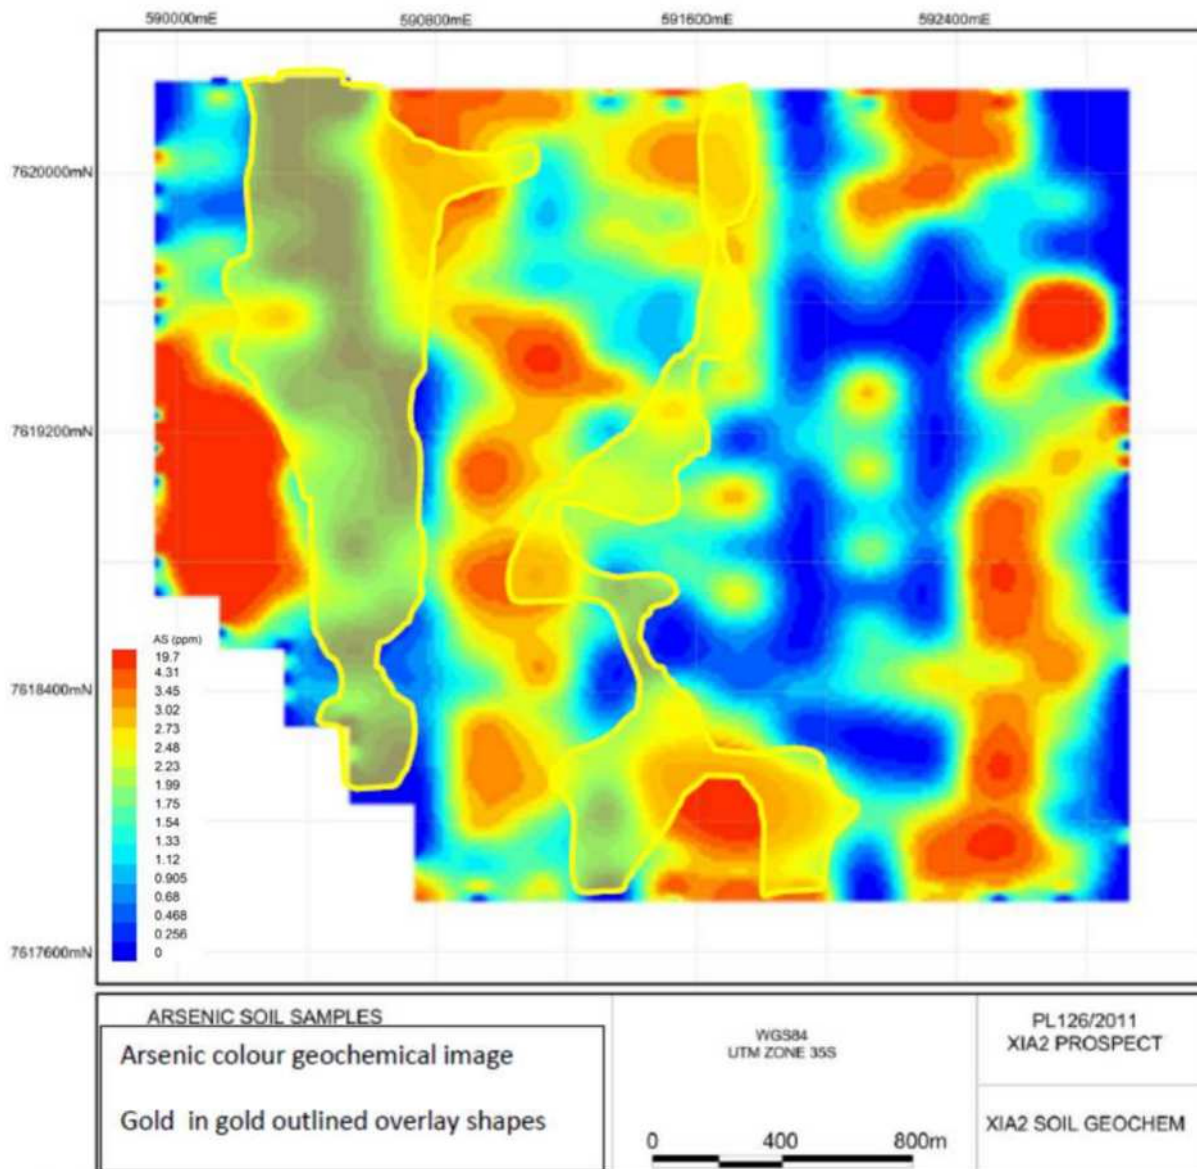 590000mE 590800mE 591600mE 592400mE
7620000mN
7619200mN
7618400mN
7617600mN
AS (ppm)
19.7
4.31
3.45
3.02
2.73
2.48
2.23
1.99
1.75
1.54
1.33
1.12
0.905
0.68
0.468
0.256
0
ARSENIC SOIL SAMPLES
Arsenic colour geochemical image
Gold in gold outlined overlay shapes
WGS84
UTM ZONE 35S
0 400 800m
PL126/2011
XIA2 PROSPECT
XIA2 SOIL GEOCHEM